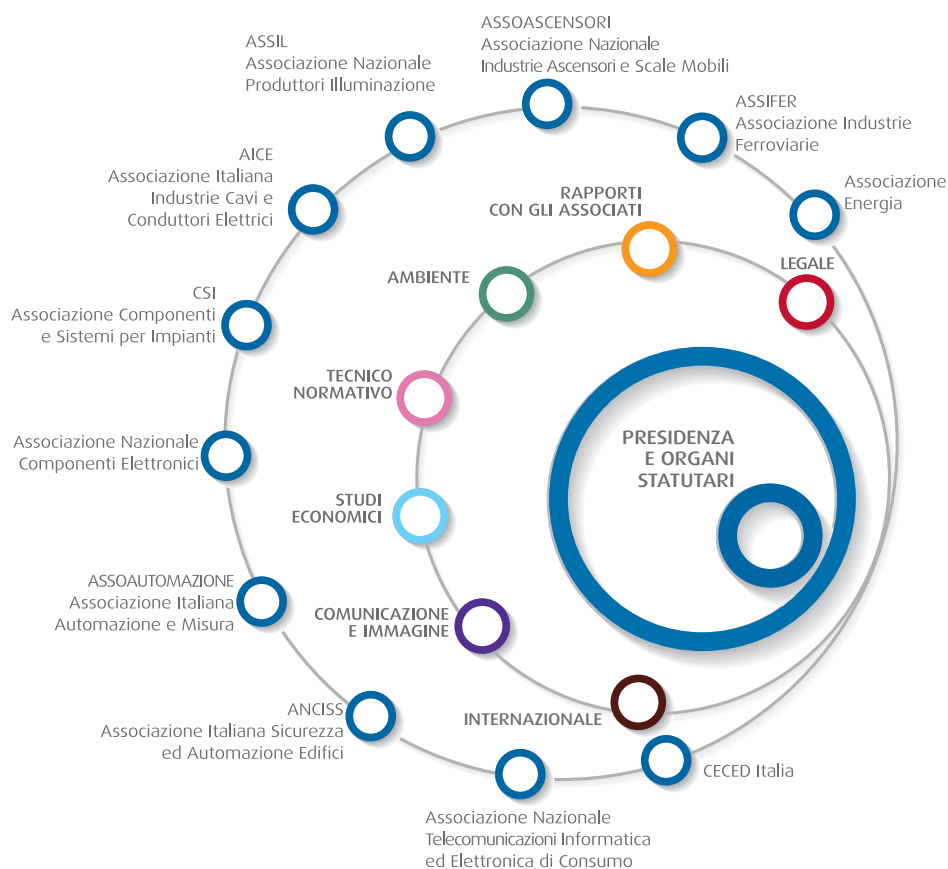 ASSOASCENSORI
Associazione Nazionale
Industrie Ascensori e Scale Mobili
ASSIL
Associazione Nazionale
Produttori Illuminazione
ASSIFER
Associazione Industrie
Ferroviarie
AICE
Associazione Italiana
Industrie Cavi e
Conduttori Elettrici
Associazione
Energia
RAPPORTI
CON GLI ASSOCIATI
LEGALE
AMBIENTE
CSI
Associazione Componenti
e Sistemi per Impianti
TECNICO
NORMATIVO
PRESIDENZA
E ORGANI
STATUTARI
Associazione Nazionale
Componenti Elettronici
STUDI
ECONOMICI
ASSOAUTOMAZIONE
Associazione Italiana
Automazione e Misura
COMUNICAZIONE
E IMMAGINE
ANCISS
Associazione Italiana Sicurezza
ed Automazione Edifici
INTERNAZIONALE
CECED Italia
Associazione Nazionale
Telecomunicazioni Informatica
ed Elettronica di Consumo